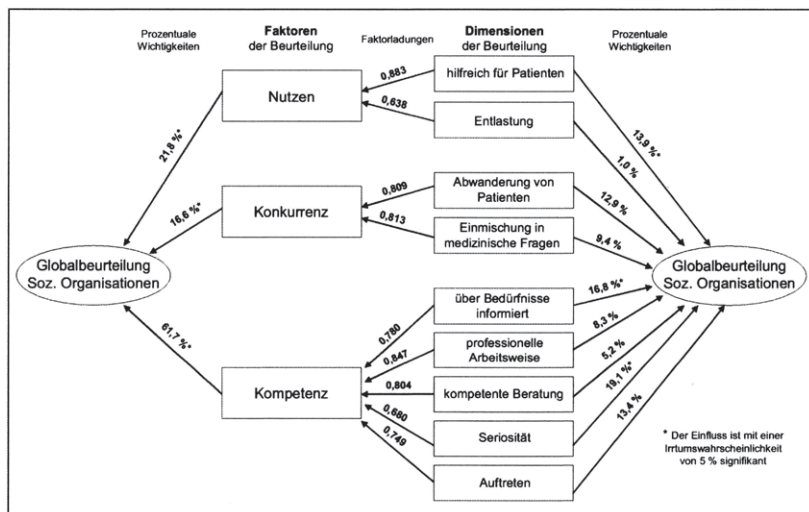 Prozentuale
Wichtigkeiten
Faktoren
der Beurteilung
Faktorladungen
Dimensionen
der Beurteilung
Prozentuale
Wichtigkeiten
Nutzen
0,883
0,638
hilfreich für Patienten
Entlastung
21,8 %*
13,9 %*
1,0 %
Konkurrenz
16,6 %*
0,809
0,813
Abwanderung von
Patienten
Einmischung in
medizinische Fragen
12,9 %
9,4 %
Globalbeurteilung
Soz. Organisationen
Globalbeurteilung
Soz. Organisationen
61,7 %*
Kompetenz
0,780
0,847
0,804
0,680
0,749
über Bedürfnisse
informiert
professionelle
Arbeitsweise
kompetente Beratung
Seriosität
Auftreten
16,8 %*
8,3 %
5,2 %
19,1 %*
13,4 %
* Der Einfluss ist mit einer
Irrtumswahrscheinlichkeit
von 5 % signifikant